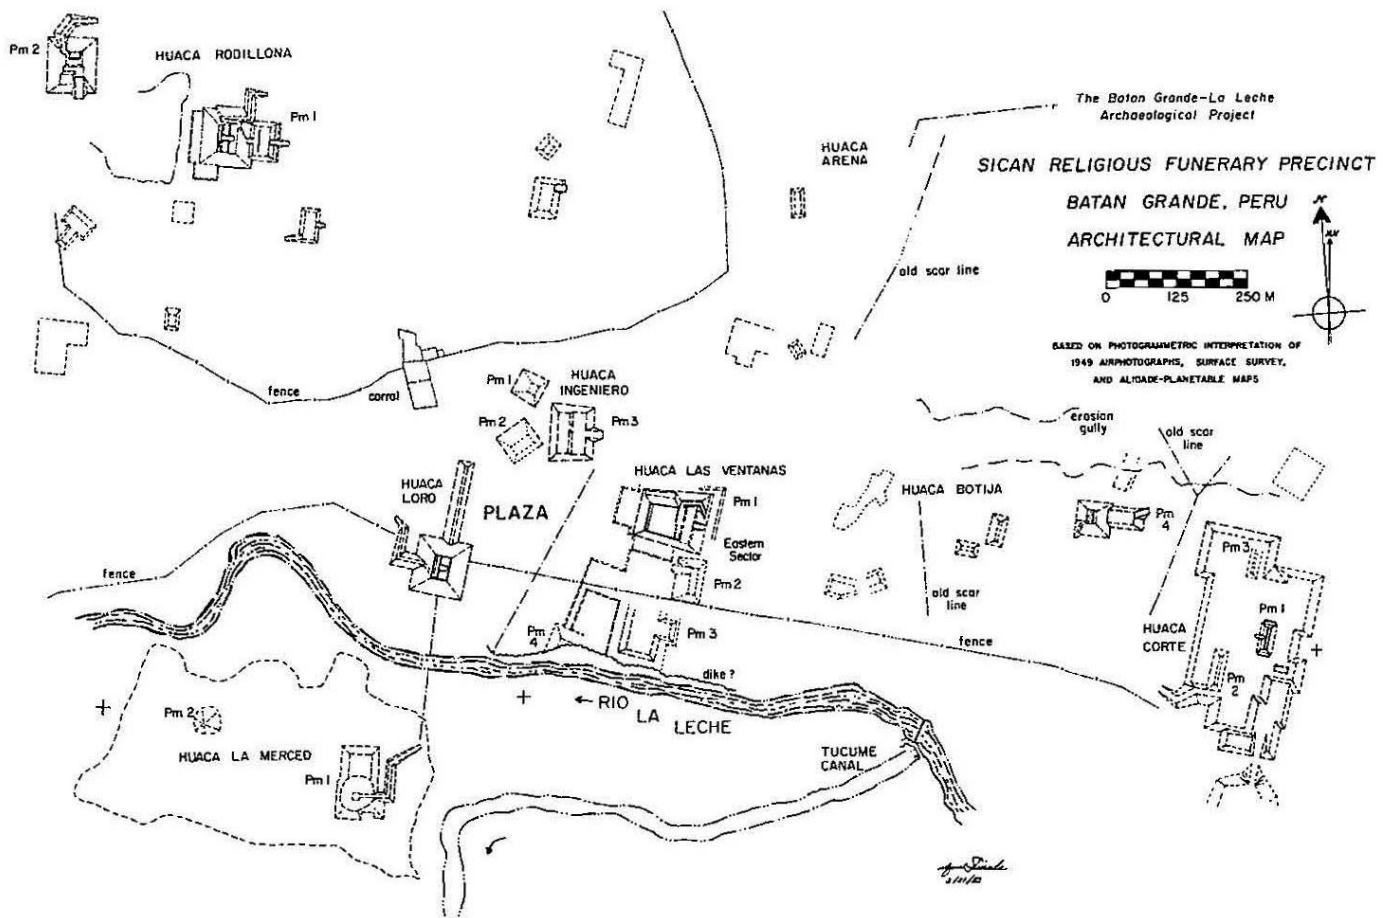 Pm 2
HUACA RODILLONA
Pm 1
The Batan Grande-La Leche
Archaeological Project
SICAN RELIGIOUS FUNERARY PRECINCT
BATAN GRANDE, PERU
ARCHITECTURAL MAP
0 125 250 M
BASED ON PHOTOGRAMMETRIC INTERPRETATION OF
1949 AIRPHOTOGRAPHS, SURFACE SURVEY,
AND ALIDADE-PLANETABLE MAPS
HUACA
ARENA
old scar line
fence
corral
Pm 1
HUACA
INGENIERO
Pm 2
Pm 3
erosion
gully
old scar
line
HUACA
LORO
PLAZA
HUACA LAS VENTANAS
Pm 1
Eastern
Sector
Pm 2
Pm 3
Pm
4
HUACA BOTIJA
old scar
line
Pm
4
Pm 3
Pm 1
Pm
2
HUACA
CORTE
fence
fence
dike ?
← RIO
LA
LECHE
TUCUME
CANAL
Pm 2
HUACA LA MERCED
Pm 1